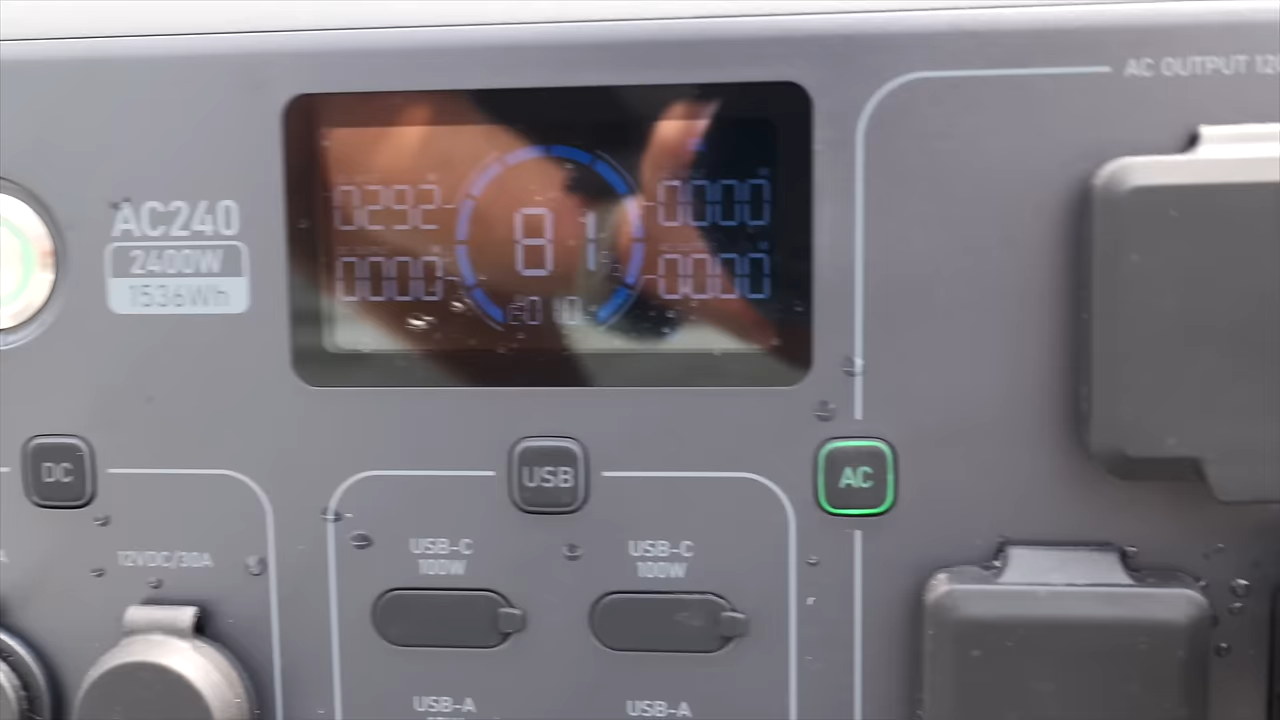 AC OUTPUT 12
AC240
2400W
1536Wh
0292
0000
81
0000
0000
DC
USB
AC
12VDC/30A
USB-C
100W
USB-C
100W
USB-A
USB-A